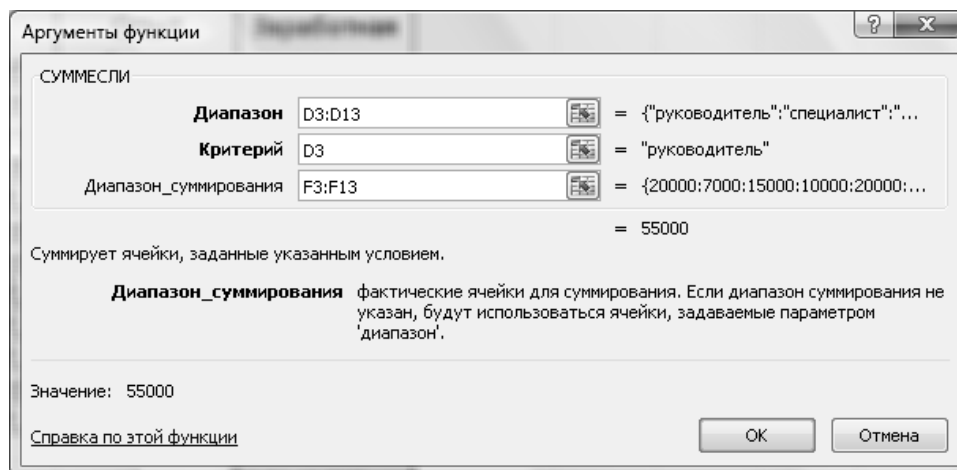 Аргументы функции
СУММЕСЛИ
Диапазон D3:D13 = {"руководитель":"специалист":"...
Критерий D3 = "руководитель"
Диапазон_суммирования F3:F13 = {20000:7000:15000:10000:20000:...
= 55000
Суммирует ячейки, заданные указанным условием.
Диапазон_суммирования фактические ячейки для суммирования. Если диапазон суммирования не
указан, будут использоваться ячейки, задаваемые параметром
'диапазон'.
Значение: 55000
Справка по этой функции OK Отмена